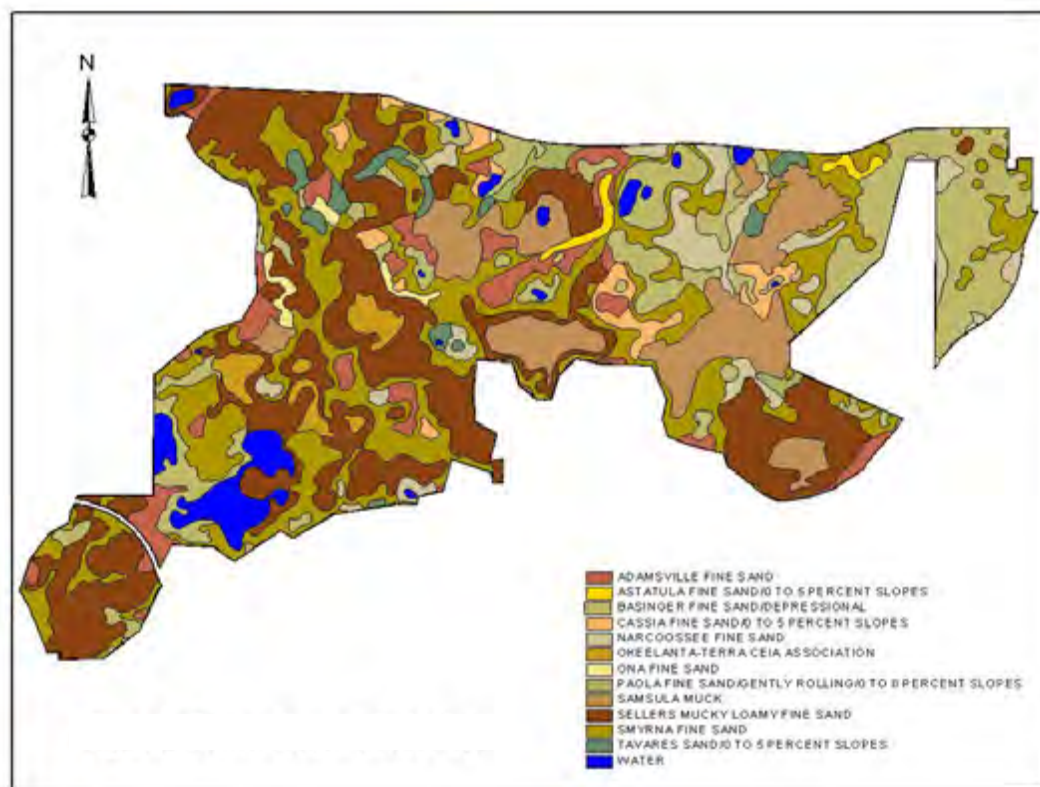 N
ADAMSVILLE FINE SAND
ASTATULA FINE SAND/0 TO 5 PERCENT SLOPES
BASINGER FINE SAND/DEPRESSIONAL
CASSIA FINE SAND/0 TO 5 PERCENT SLOPES
NARCOOSSEE FINE SAND
OKEELANTA-TERRA CEIA ASSOCIATION
ONA FINE SAND
PAOLA FINE SAND/GENTLY ROLLING/0 TO 8 PERCENT SLOPES
SAMSULA MUCK
SELLERS MUCKY LOAMY FINE SAND
SMYRNA FINE SAND
TAVARES SAND/0 TO 5 PERCENT SLOPES
WATER